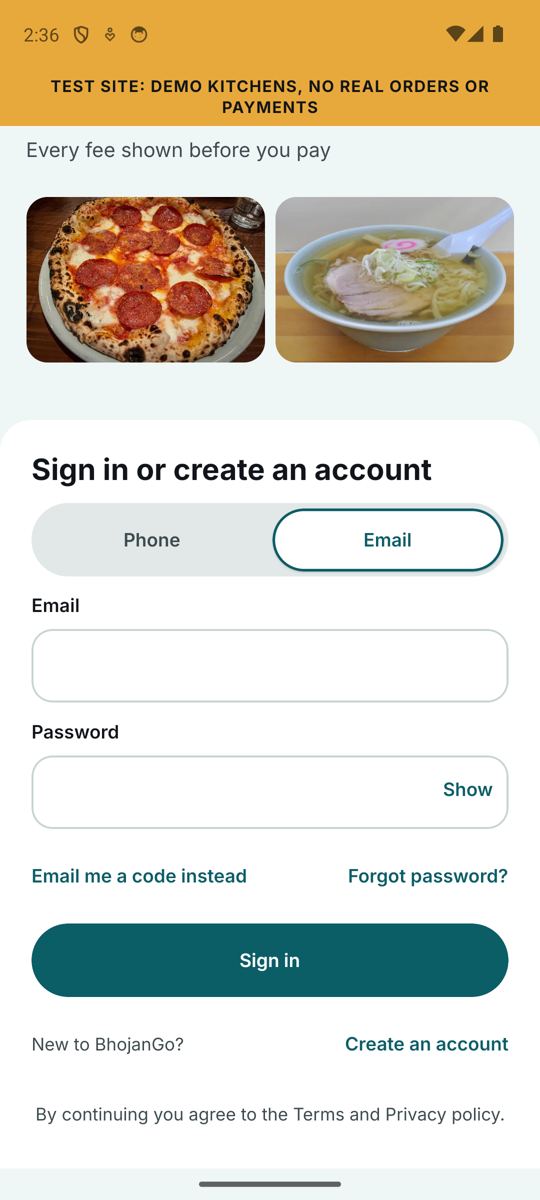 2:36
TEST SITE: DEMO KITCHENS, NO REAL ORDERS OR
PAYMENTS
Every fee shown before you pay
Sign in or create an account
Phone
Email
Email
Password
Show
Email me a code instead
Forgot password?
Sign in
New to BhojanGo?
Create an account
By continuing you agree to the Terms and Privacy policy.